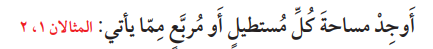 أَوجِدْ مساحةَ كُلِّ مُستطيلٍ أَو مُربَّعٍ مِمّا يأتي: المثالان ١، ٢